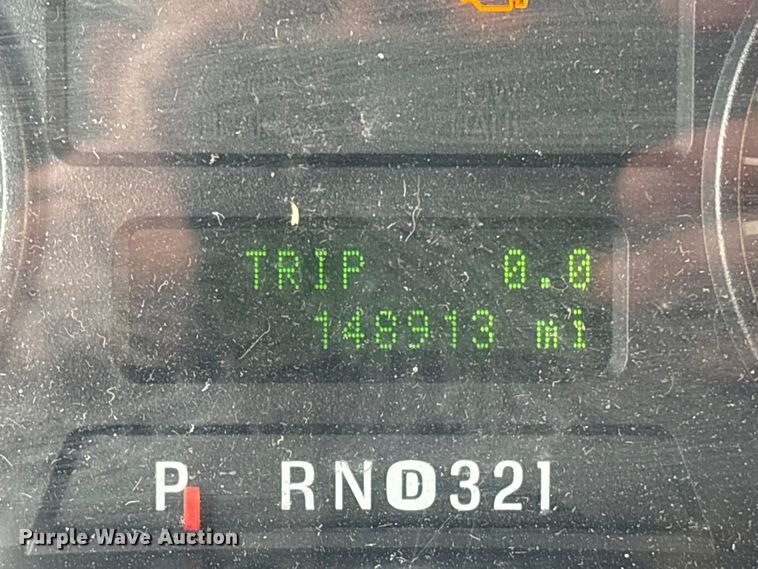 TRIP 0.0
148913 mi
P RND321
Purple Wave Auction